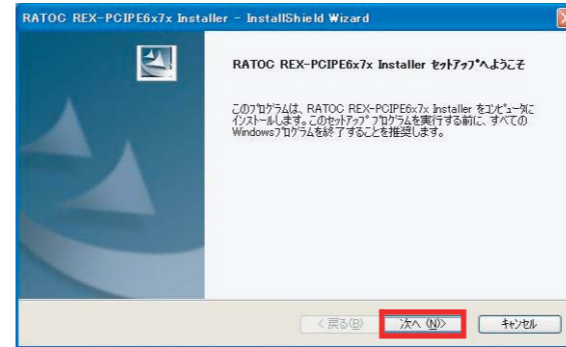 RATOC REX-PCIPE6x7x Installer - InstallShield Wizard
RATOC REX-PCIPE6x7x Installer ｾｯﾄｱｯﾌﾟへようこそ
このﾌﾟﾛｸﾞﾗﾑは、RATOC REX-PCIPE6x7x Installer をｺﾝﾋﾟｭｰﾀに
ｲﾝｽﾄｰﾙします。このｾｯﾄｱｯﾌﾟ ﾌﾟﾛｸﾞﾗﾑを実行する前に、すべての
Windowsﾌﾟﾛｸﾞﾗﾑを終了することを推奨します。
< 戻る(B) 次へ (N)> ｷｬﾝｾﾙ